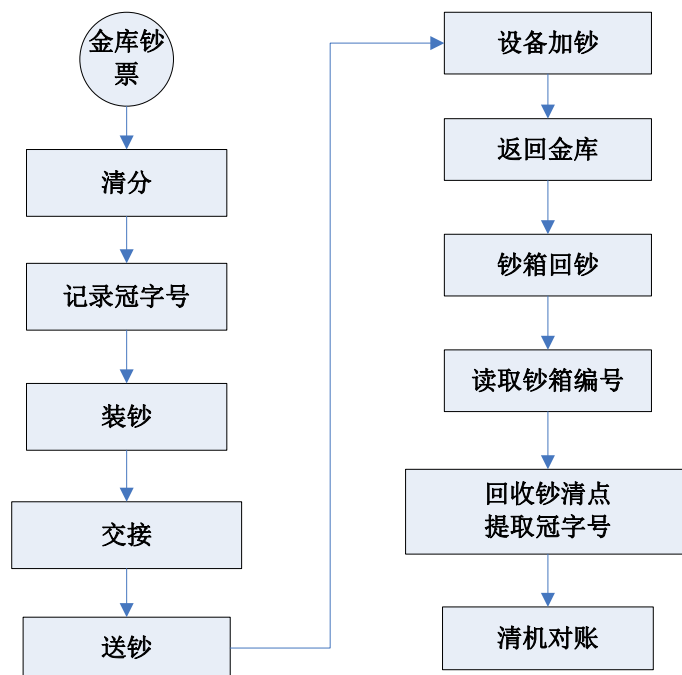 金库钞
票
清分
记录冠字号
装钞
交接
送钞
设备加钞
返回金库
钞箱回钞
读取钞箱编号
回收钞清点
提取冠字号
清机对账